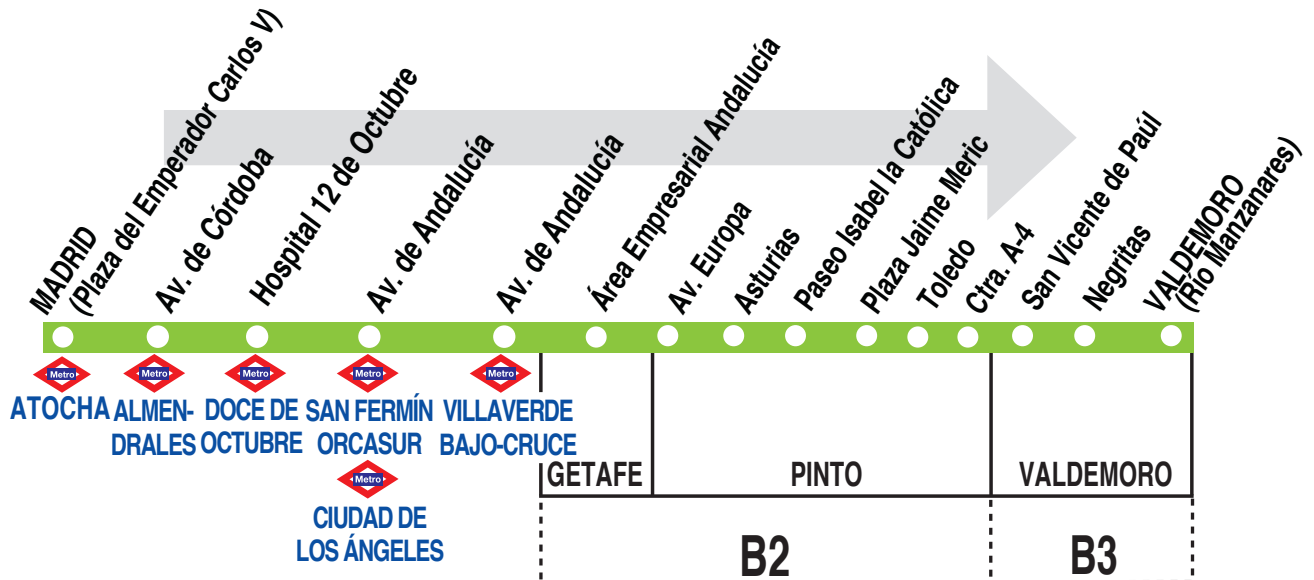 MADRID
(Plaza del Emperador Carlos V)
Av. de Córdoba
Hospital 12 de Octubre
Av. de Andalucía
Av. de Andalucía
Área Empresarial Andalucía
Av. Europa
Asturias
Paseo Isabel la Católica
Plaza Jaime Meric
Toledo
Ctra. A-4
San Vicente de Paúl
Negritas
VALDEMORO
(Río Manzanares)
Metro
Metro
Metro
Metro
Metro
ATOCHA
ALMEN-
DRALES
DOCE DE
OCTUBRE
SAN FERMÍN
ORCASUR
VILLAVERDE
BAJO-CRUCE
Metro
CIUDAD DE
LOS ÁNGELES
GETAFE
PINTO
VALDEMORO
B2
B3